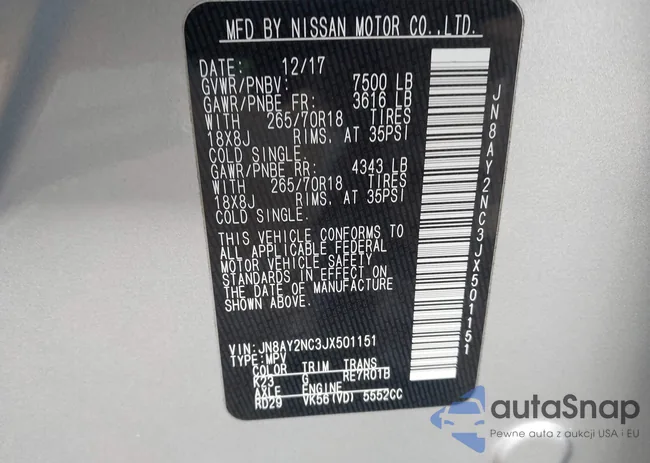 MFD BY NISSAN MOTOR CO.,LTD.
DATE: 12/17
GVWR/PNBV: 7500 LB
GAWR/PNBE FR: 3616 LB
WITH 265/70R18 TIRES
18X8J RIMS, AT 35PSI
COLD SINGLE.
GAWR/PNBE RR: 4343 LB
WITH 265/70R18 TIRES
18X8J RIMS, AT 35PSI
COLD SINGLE.
THIS VEHICLE CONFORMS TO
ALL APPLICABLE FEDERAL
MOTOR VEHICLE SAFETY
STANDARDS IN EFFECT ON
THE DATE OF MANUFACTURE
SHOWN ABOVE.
VIN:JN8AY2NC3JX501151
TYPE:MPV
COLOR TRIM TRANS
K23 G RE7R01B
AXLE ENGINE
RD29 VK56(VD) 5552CC
JN8AY2NC3JX501151
autaSnap
Pewne auta z aukcji USA i EU